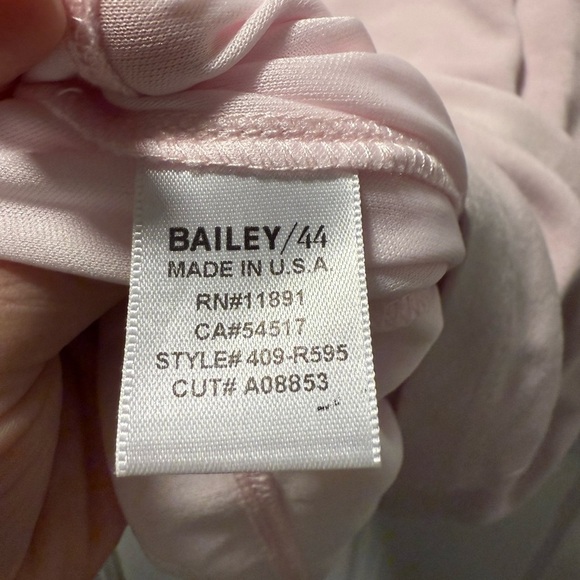 BAILEY/44
MADE IN U.S.A.
RN#11891
CA#54517
STYLE# 409-R595
CUT# A08853